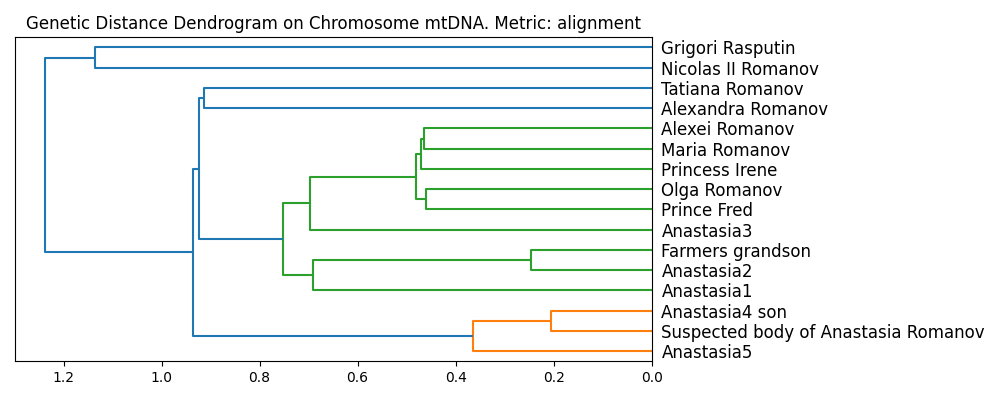 Genetic Distance Dendrogram on Chromosome mtDNA. Metric: alignment
Grigori Rasputin
Nicolas II Romanov
Tatiana Romanov
Alexandra Romanov
Alexei Romanov
Maria Romanov
Princess Irene
Olga Romanov
Prince Fred
Anastasia3
Farmers grandson
Anastasia2
Anastasia1
Anastasia4 son
Suspected body of Anastasia Romanov
Anastasia5
1.2 1.0 0.8 0.6 0.4 0.2 0.0